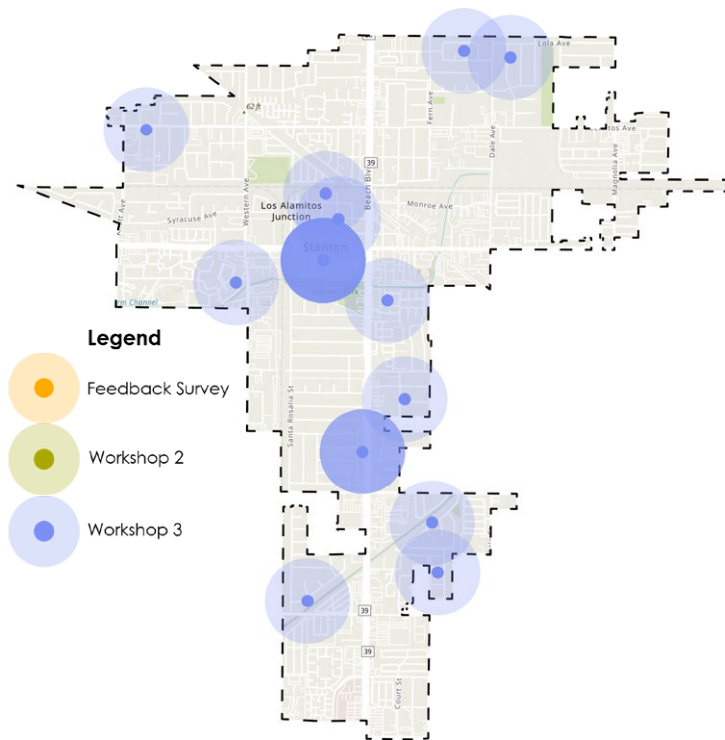 Lola Ave
62 ft
Fern Ave
Dale Ave
39
Beach Blvd
Magnolia Ave
Western Ave
Los Alamitos
Junction
Monroe Ave
Syracuse Ave
Stanton
Channel
Legend
Feedback Survey
Workshop 2
Workshop 3
Santa Rosalia St
39
39
Court St